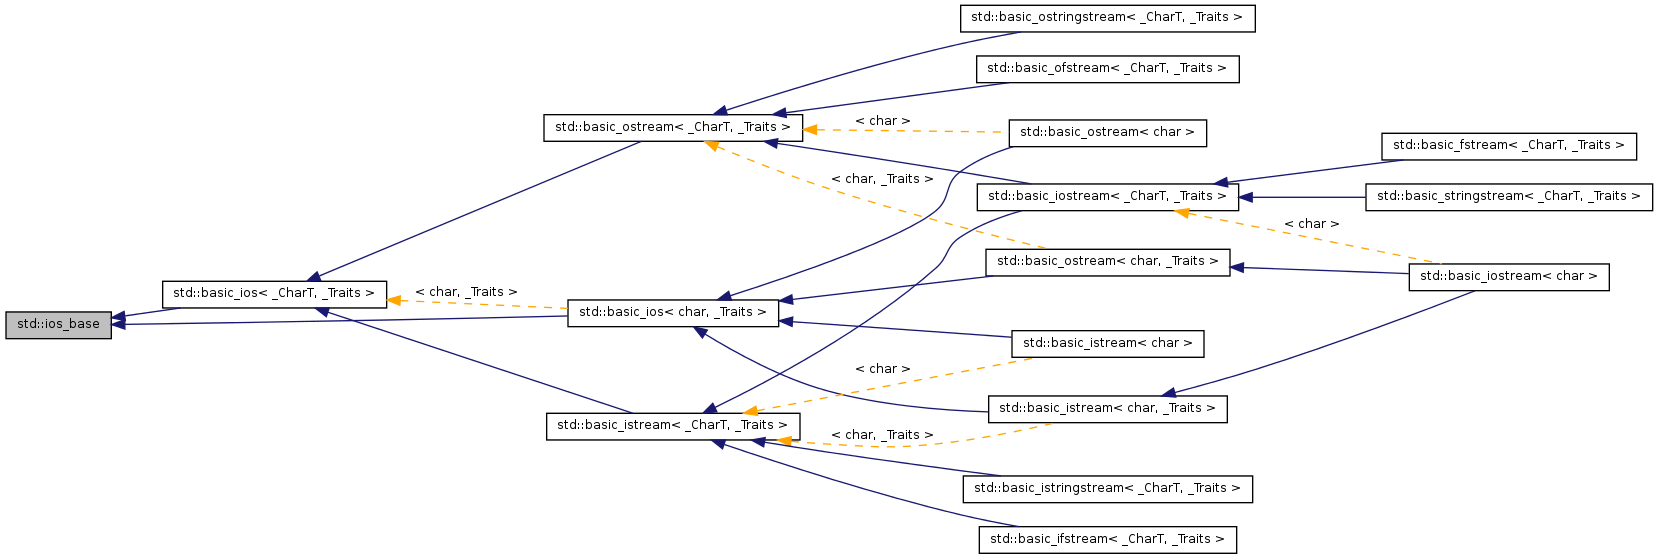 std::basic_ostringstream< _CharT, _Traits >
std::basic_ofstream< _CharT, _Traits >
std::basic_ostream< _CharT, _Traits >
< char >
std::basic_ostream< char >
std::basic_fstream< _CharT, _Traits >
< char, _Traits >
std::basic_iostream< _CharT, _Traits >
std::basic_stringstream< _CharT, _Traits >
< char >
std::basic_ostream< char, _Traits >
std::basic_iostream< char >
std::basic_ios< _CharT, _Traits >
< char, _Traits >
std::basic_ios< char, _Traits >
std::ios_base
std::basic_istream< char >
< char >
std::basic_istream< char, _Traits >
std::basic_istream< _CharT, _Traits >
< char, _Traits >
std::basic_istringstream< _CharT, _Traits >
std::basic_ifstream< _CharT, _Traits >